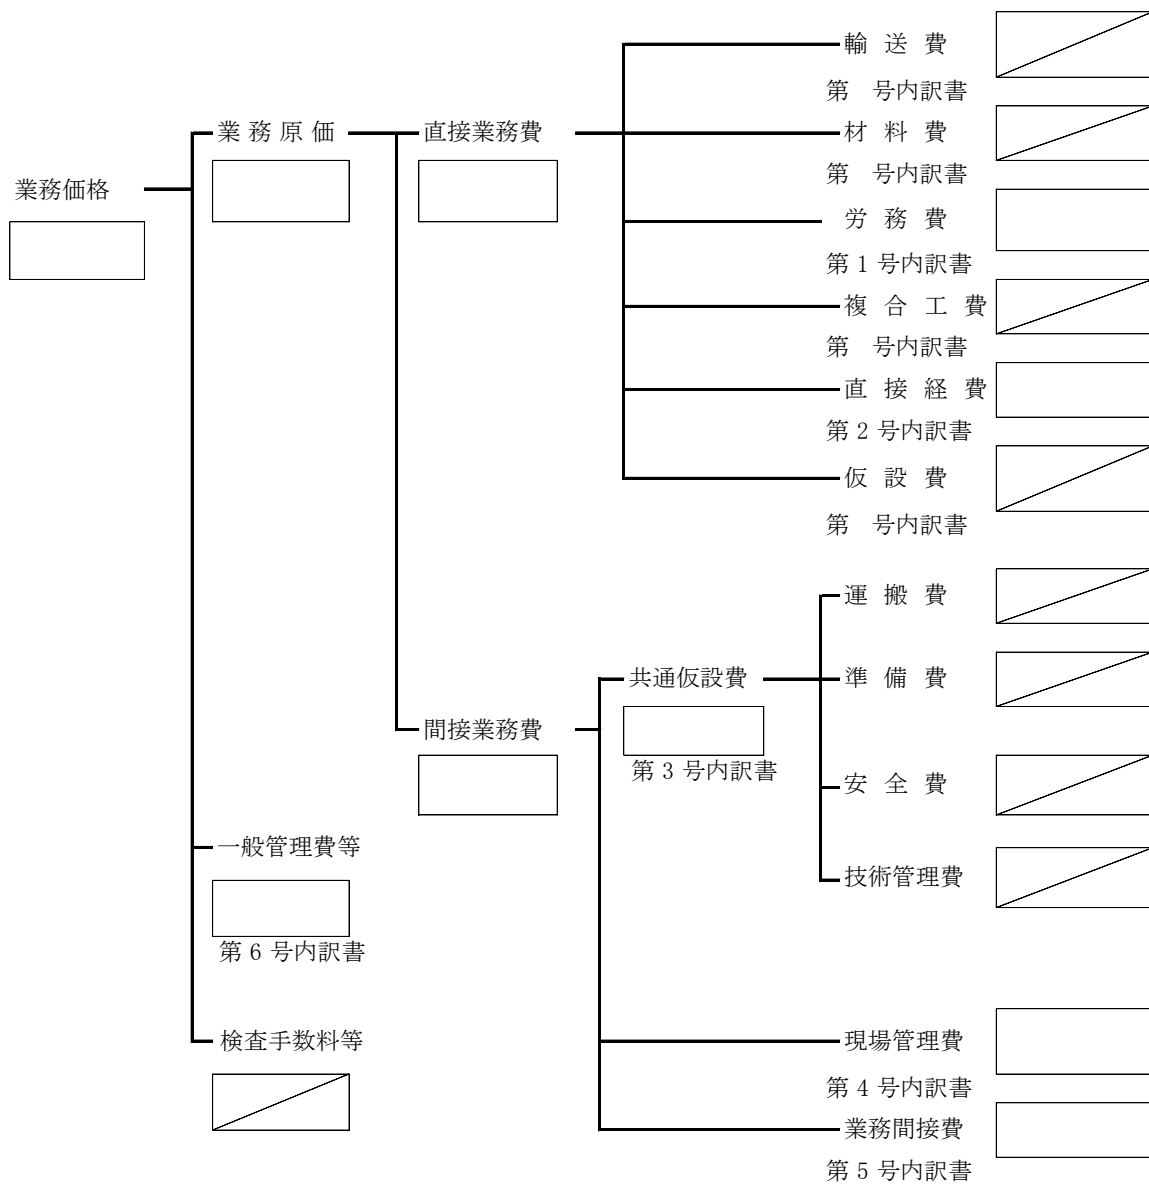 輸 送 費
第　号内訳書
業 務 原 価
直接業務費
材 料 費
第　号内訳書
業務価格
労 務 費
第 1 号内訳書
複 合 工 費
第　号内訳書
直 接 経 費
第 2 号内訳書
仮 設 費
第　号内訳書
運 搬 費
共通仮設費
準 備 費
間接業務費
第 3 号内訳書
安 全 費
一般管理費等
技術管理費
第 6 号内訳書
検査手数料等
現場管理費
第 4 号内訳書
業務間接費
第 5 号内訳書